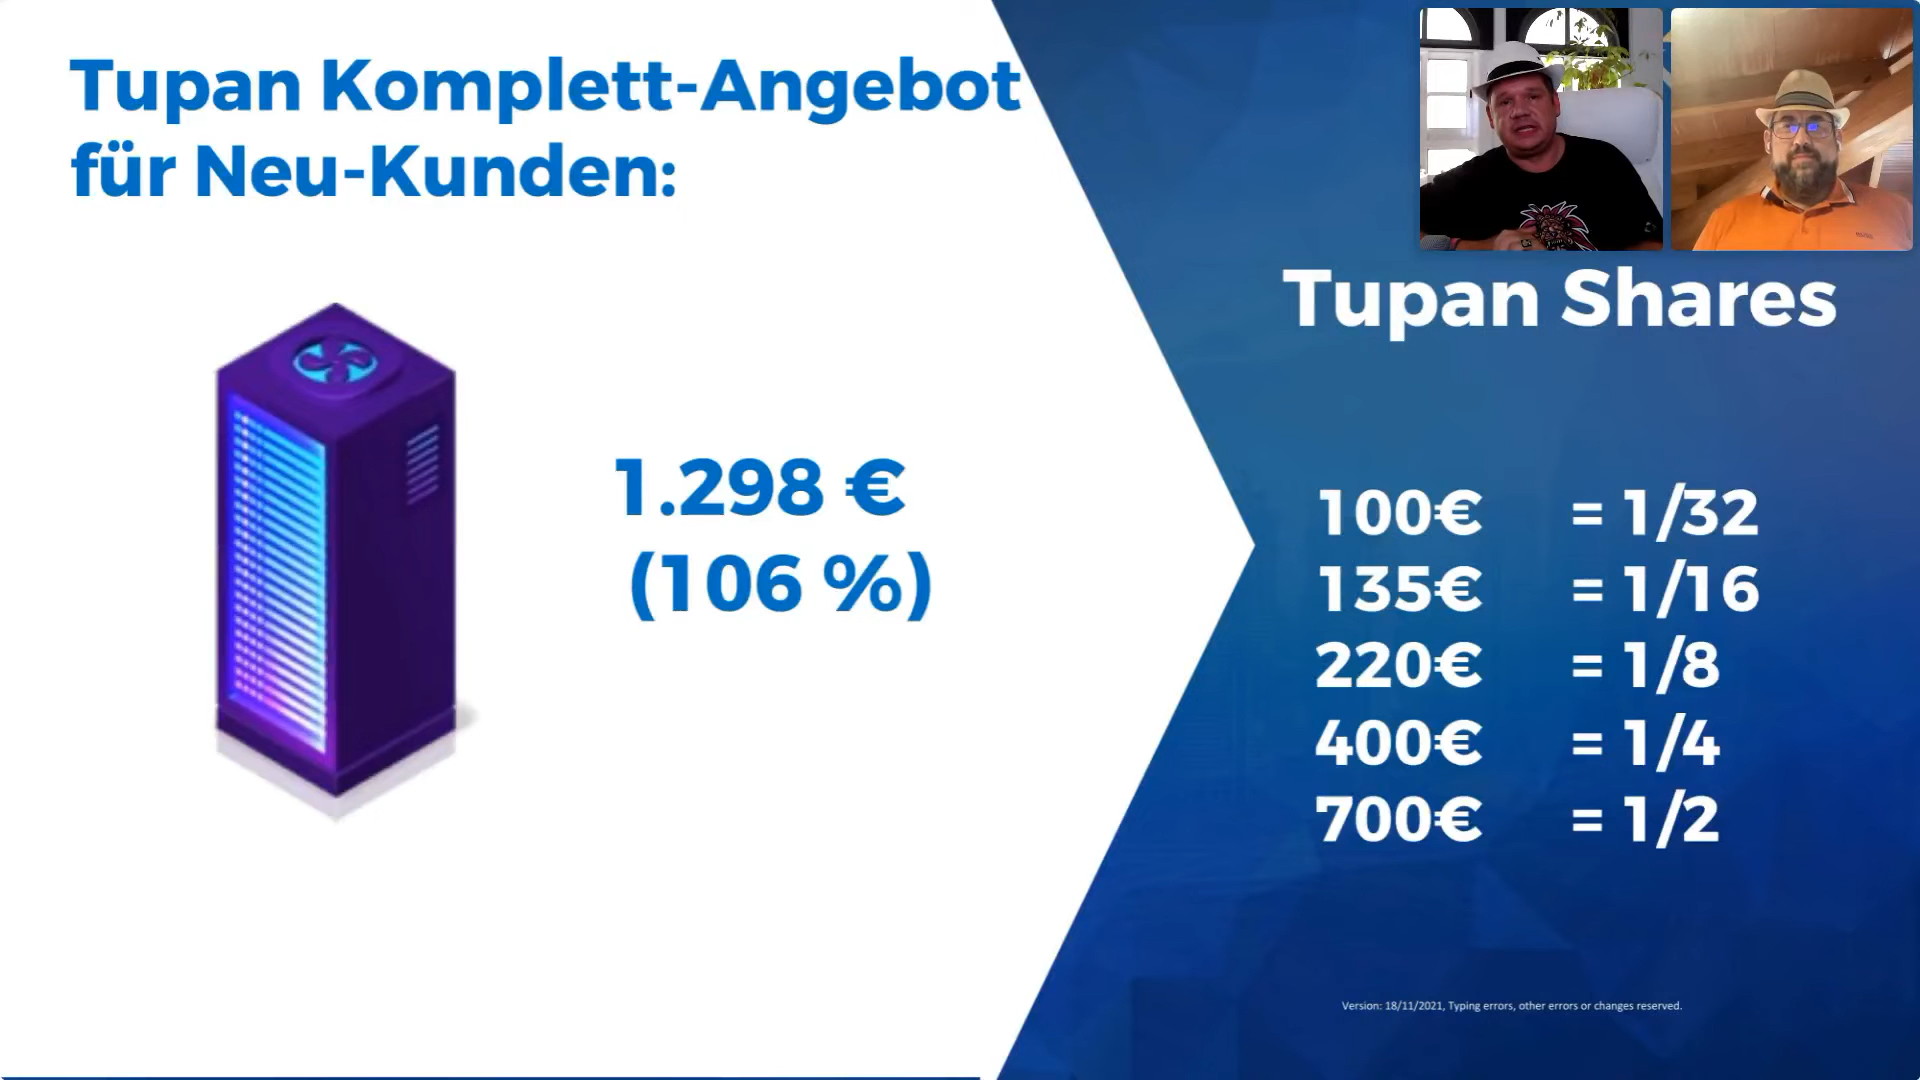 Tupan Komplett-Angebot
für Neu-Kunden:
1.298 €
(106 %)
Tupan Shares
100€ = 1/32
135€ = 1/16
220€ = 1/8
400€ = 1/4
700€ = 1/2
Version: 18/11/2021, Typing errors, other errors or changes reserved.